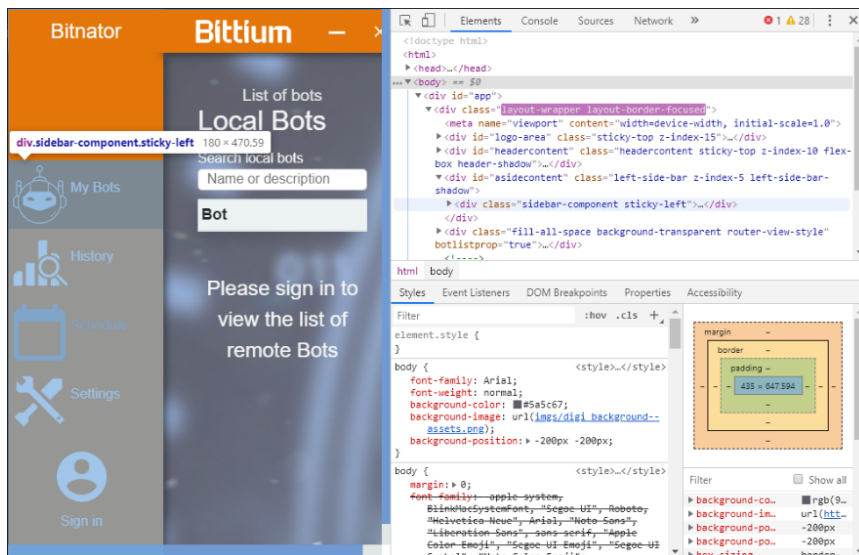 Bitnator
Bittium
List of bots
Local Bots
div.sidebar-component.sticky-left 180 × 470.59
Search local bots
Name or description
My Bots
Bot
History
Please sign in to
view the list of
remote Bots
Schedule
Settings
Sign in
Elements Console Sources Network » 1 28
<!doctype html>
<html>
<head>…</head>
…<body> == $0
<div id="app">
<div class="layout-wrapper layout-border-focused">
<meta name="viewport" content="width=device-width, initial-scale=1.0">
<div id="logo-area" class="sticky-top z-index-15">…</div>
<div id="headercontent" class="headercontent sticky-top z-index-10 flex-
box header-shadow">…</div>
<div id="asidecontent" class="left-side-bar z-index-5 left-side-bar-
shadow">
<div class="sidebar-component sticky-left">…</div>
</div>
<div class="fill-all-space background-transparent router-view-style"
botlistprop="true">…</div>
<!---->
html body
Styles Event Listeners DOM Breakpoints Properties Accessibility
Filter :hov .cls +
element.style {
}
body { <style>…</style>
font-family: Arial;
font-weight: normal;
background-color: #5a5c67;
background-image: url(imgs/digi_background--
assets.png);
background-position: -200px -200px;
}
body { <style>…</style>
margin: 0;
font-family: -apple-system,
BlinkMacSystemFont, "Segoe UI", Roboto,
"Helvetica Neue", Arial, "Noto Sans",
"Liberation Sans", sans-serif, "Apple
Color Emoji", "Segoe UI Emoji", "Segoe UI
margin –
border –
padding –
– – – 435 × 647.594 – – –
–
–
–
Filter Show all
background-co… rgb(9…
background-im… url(htt…
background-po… -200px
background-po… -200px